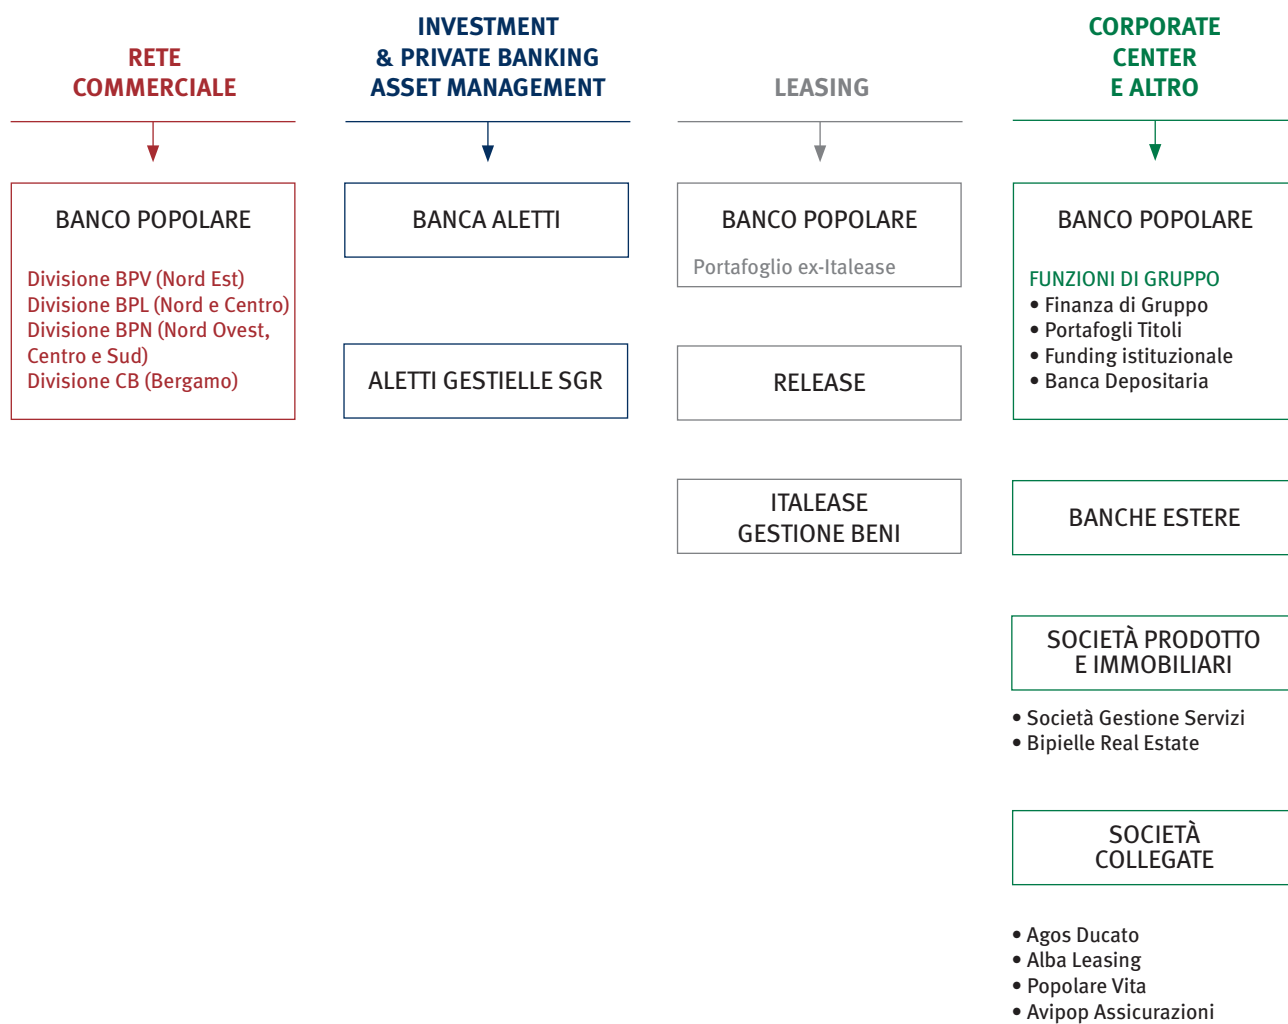 RETE
COMMERCIALE
BANCO POPOLARE
Divisione BPV (Nord Est)
Divisione BPL (Nord e Centro)
Divisione BPN (Nord Ovest,
Centro e Sud)
Divisione CB (Bergamo)
INVESTMENT
& PRIVATE BANKING
ASSET MANAGEMENT
BANCA ALETTI
ALETTI GESTIELLE SGR
LEASING
BANCO POPOLARE
Portafoglio ex-Italease
RELEASE
ITALEASE
GESTIONE BENI
CORPORATE
CENTER
E ALTRO
BANCO POPOLARE
FUNZIONI DI GRUPPO
• Finanza di Gruppo
• Portafogli Titoli
• Funding istituzionale
• Banca Depositaria
BANCHE ESTERE
SOCIETÀ PRODOTTO
E IMMOBILIARI
• Società Gestione Servizi
• Bipielle Real Estate
SOCIETÀ
COLLEGATE
• Agos Ducato
• Alba Leasing
• Popolare Vita
• Avipop Assicurazioni